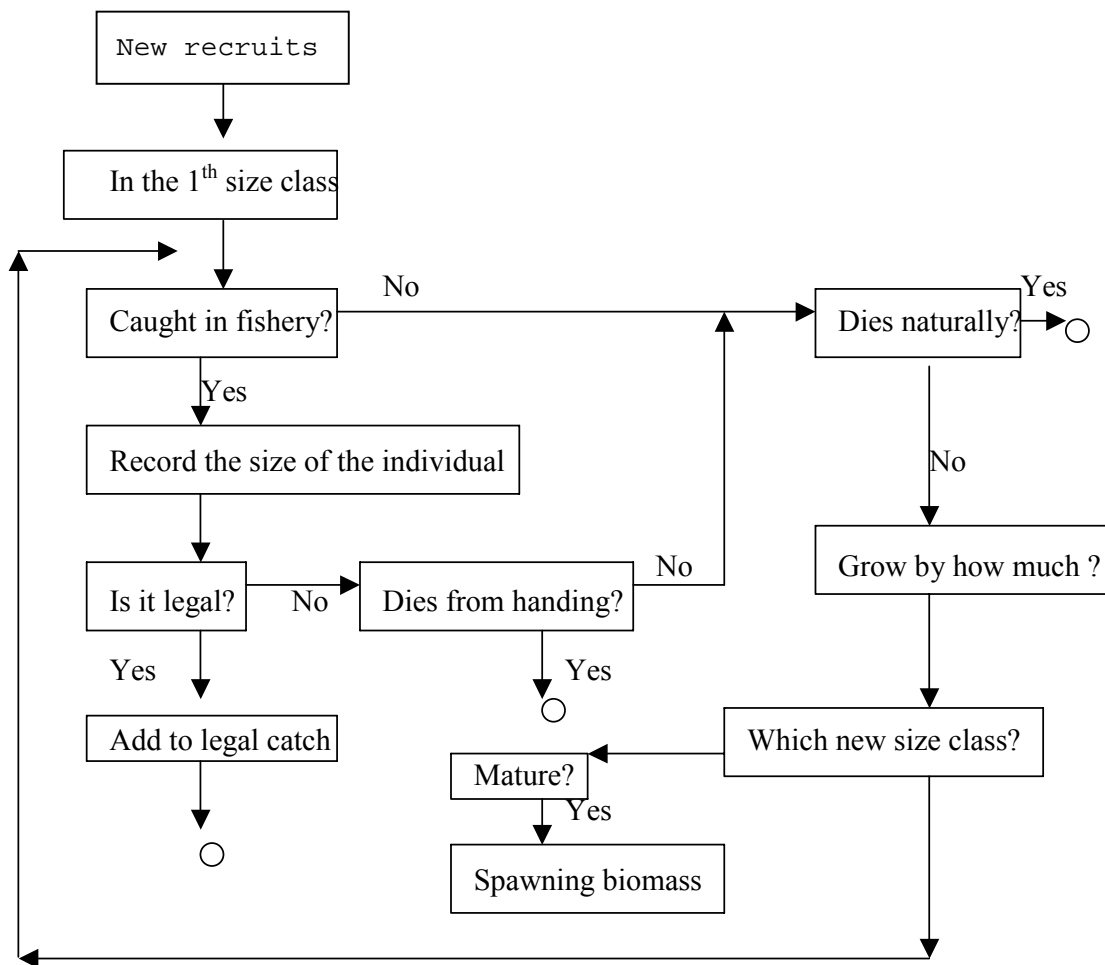 New recruits
In the 1th size class
No
Yes
Caught in fishery?
Dies naturally?
Yes
Record the size of the individual
No
Is it legal?
No
Dies from handing?
No
Grow by how much ?
Yes
Yes
Add to legal catch
Which new size class?
Mature?
Yes
Spawning biomass